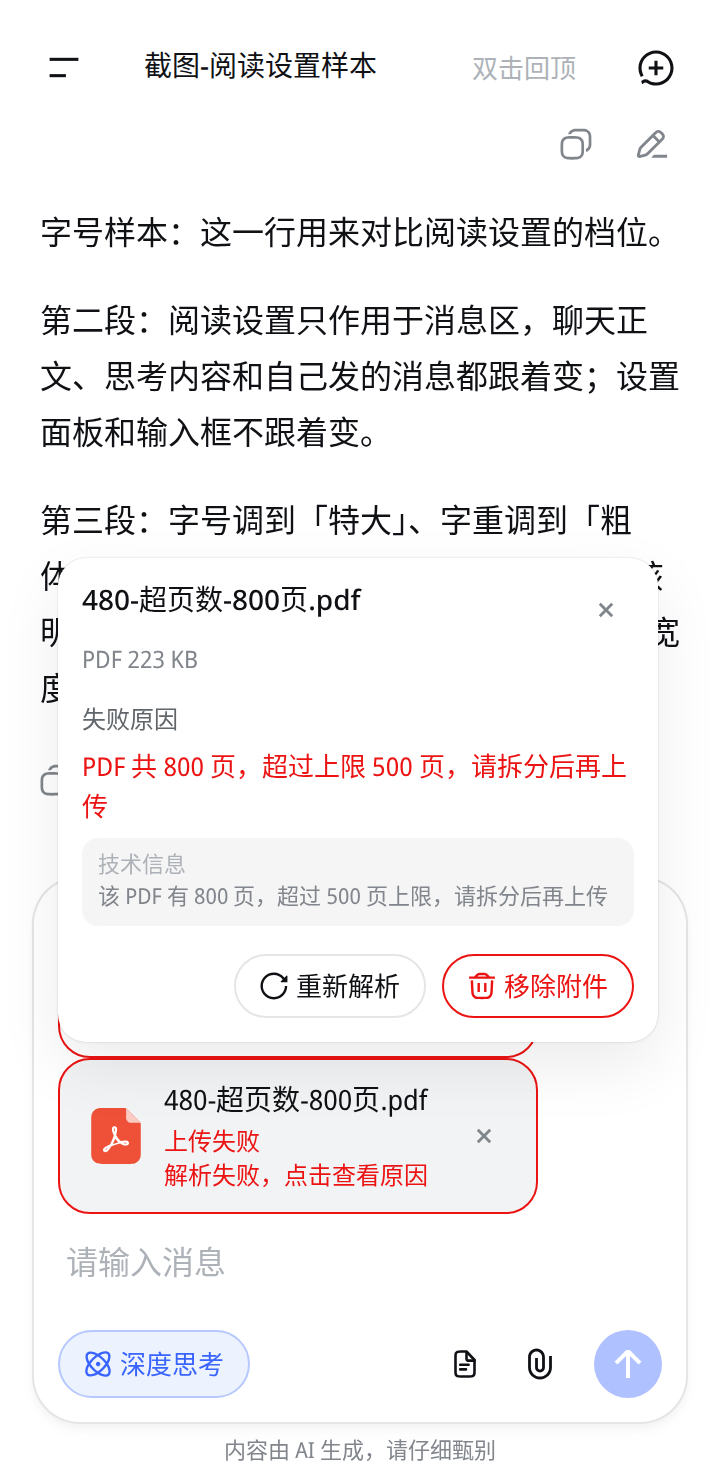 截图-阅读设置样本
双击回顶
字号样本：这一行用来对比阅读设置的档位。
第二段：阅读设置只作用于消息区，聊天正
文、思考内容和自己发的消息都跟着变；设置
面板和输入框不跟着变。
第三段：字号调到「特大」、字重调到「粗
宽
480-超页数-800页.pdf
PDF 223 KB
失败原因
PDF 共 800 页，超过上限 500 页，请拆分后再上
传
技术信息
该 PDF 有 800 页，超过 500 页上限，请拆分后再上传
重新解析
移除附件
480-超页数-800页.pdf
上传失败
解析失败，点击查看原因
请输入消息
深度思考
内容由 AI 生成，请仔细甄别